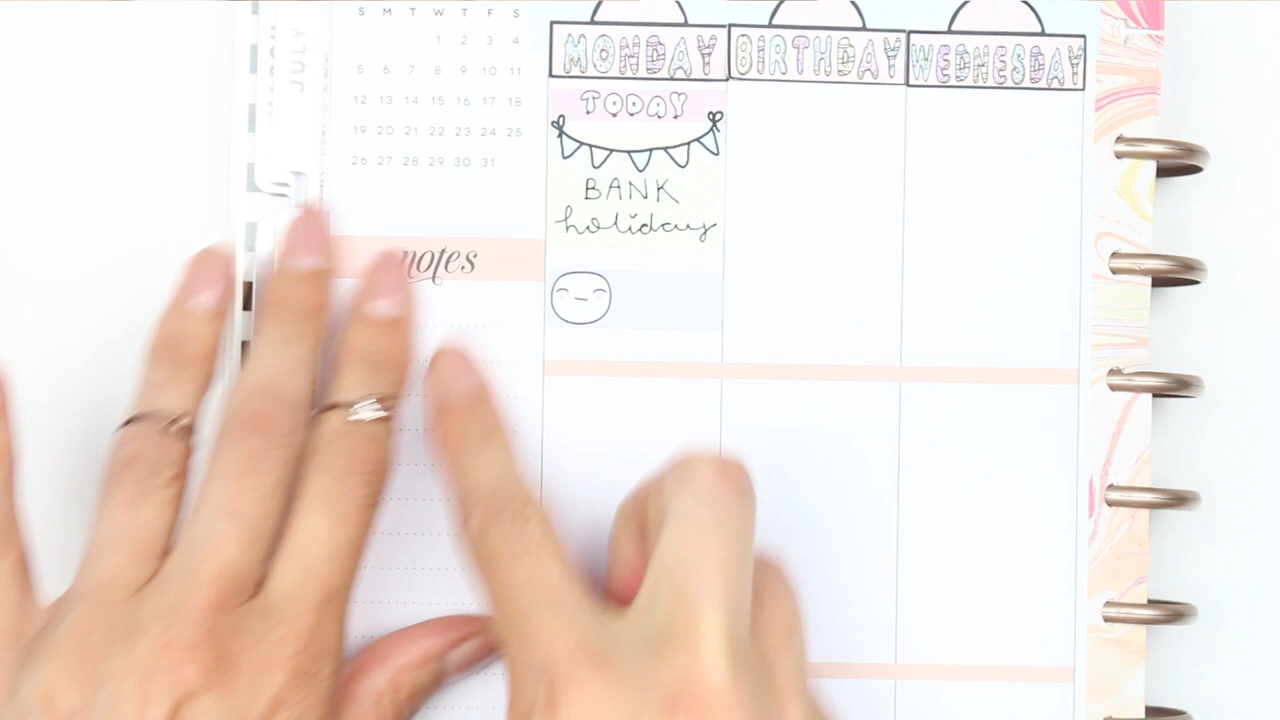 S M T W T F S
1 2 3 4
5 6 7 8 9 10 11
12 13 14 15 16 17 18
19 20 21 22 23 24 25
26 27 28 29 30 31
MARCH
JULY
notes
MONDAY
TODAY
BANK
holiday
BIRTHDAY
WEDNESDAY